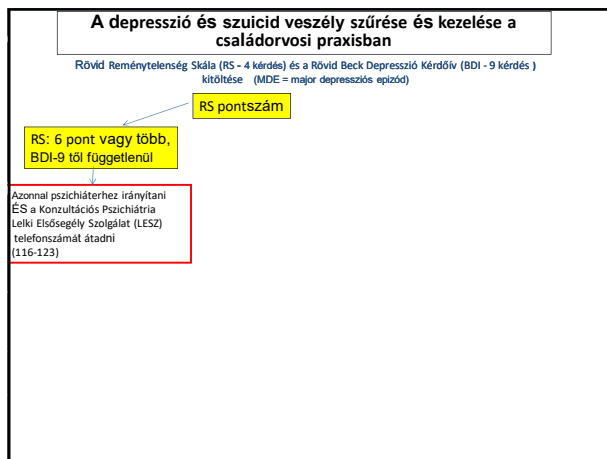 A depresszió és szuicid veszély szűrése és kezelése a
családorvosi praxisban
Rövid Reménytelenség Skála (RS - 4 kérdés) és a Rövid Beck Depresszió Kérdőív (BDI - 9 kérdés )
kitöltése (MDE = major depressziós epizód)
RS pontszám
RS: 6 pont vagy több,
BDI-9 től függetlenül
Azonnal pszichiáterhez irányítani
ÉS a Konzultációs Pszichiátria
Lelki Elsősegély Szolgálat (LESZ)
telefonszámát átadni
(116-123)